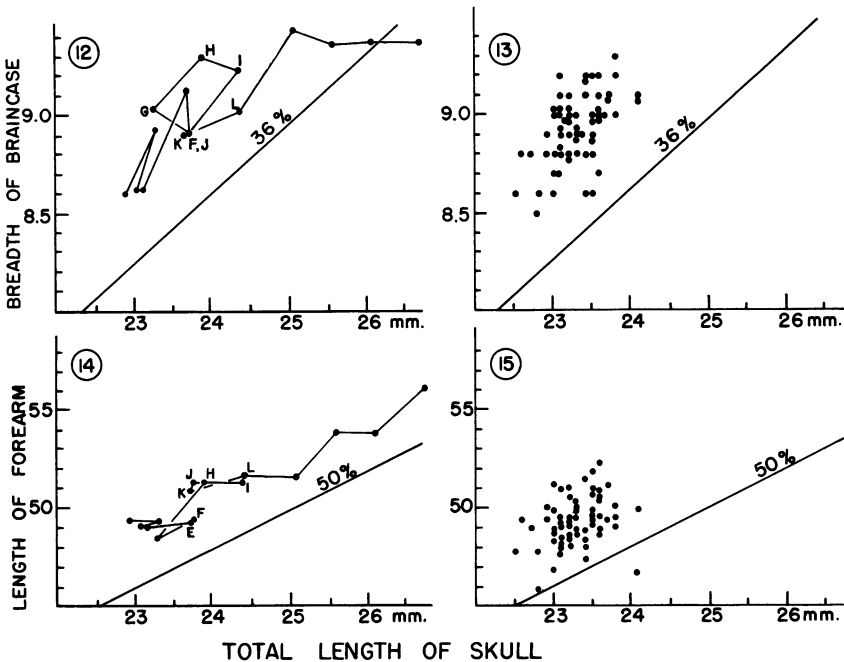 BREADTH OF BRAINCASE
12
H
I
G
L
K F,J
36%
9.0
8.5
23 24 25 26 mm.
13
36%
9.0
8.5
23 24 25 26mm.
LENGTH OF FOREARM
14
J H L
K I
F
E
50%
55
50
23 24 25 26 mm.
15
50%
55
50
23 24 25 26 mm.
TOTAL LENGTH OF SKULL